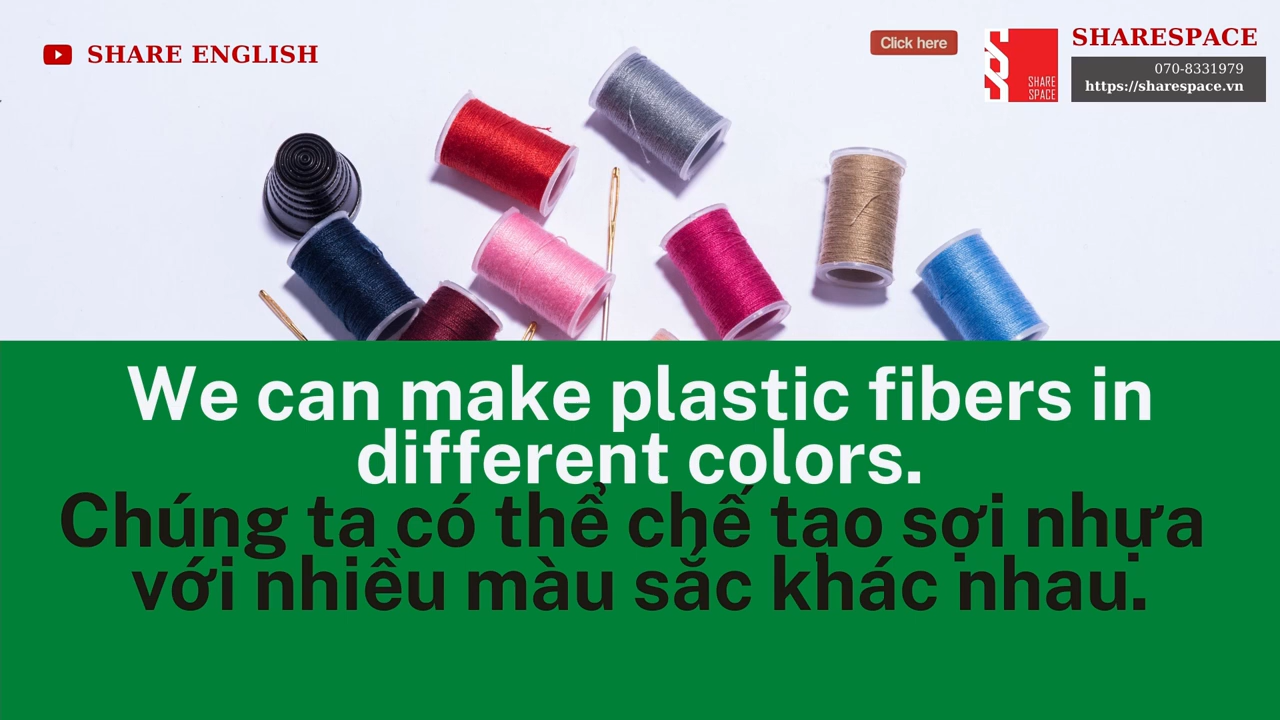 SHARE ENGLISH
Click here
SHARE
SPACE
SHARESPACE
070-8331979
https://sharespace.vn
We can make plastic fibers in
different colors.
Chúng ta có thể chế tạo sợi nhựa
với nhiều màu sắc khác nhau.